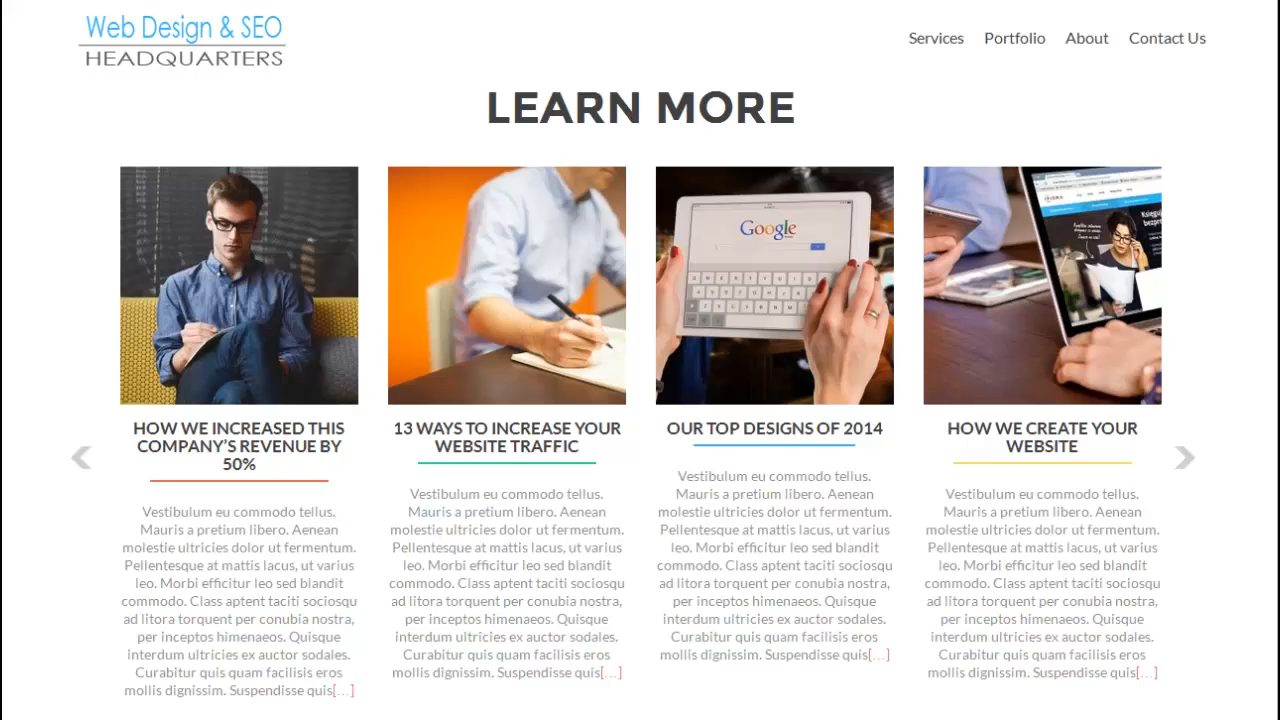 Web Design & SEO
HEADQUARTERS
Services Portfolio About Contact Us
LEARN MORE
Google
HOW WE INCREASED THIS
COMPANY'S REVENUE BY
50%
Vestibulum eu commodo tellus.
Mauris a pretium libero. Aenean
molestie ultricies dolor ut fermentum.
Pellentesque at mattis lacus, ut varius
leo. Morbi efficitur leo sed blandit
commodo. Class aptent taciti sociosqu
ad litora torquent per conubia nostra,
per inceptos himenaeos. Quisque
interdum ultricies ex auctor sodales.
Curabitur quis quam facilisis eros
mollis dignissim. Suspendisse quis[…]
13 WAYS TO INCREASE YOUR
WEBSITE TRAFFIC
Vestibulum eu commodo tellus.
Mauris a pretium libero. Aenean
molestie ultricies dolor ut fermentum.
Pellentesque at mattis lacus, ut varius
leo. Morbi efficitur leo sed blandit
commodo. Class aptent taciti sociosqu
ad litora torquent per conubia nostra,
per inceptos himenaeos. Quisque
interdum ultricies ex auctor sodales.
Curabitur quis quam facilisis eros
mollis dignissim. Suspendisse quis[…]
OUR TOP DESIGNS OF 2014
Vestibulum eu commodo tellus.
Mauris a pretium libero. Aenean
molestie ultricies dolor ut fermentum.
Pellentesque at mattis lacus, ut varius
leo. Morbi efficitur leo sed blandit
commodo. Class aptent taciti sociosqu
ad litora torquent per conubia nostra,
per inceptos himenaeos. Quisque
interdum ultricies ex auctor sodales.
Curabitur quis quam facilisis eros
mollis dignissim. Suspendisse quis[…]
HOW WE CREATE YOUR
WEBSITE
Vestibulum eu commodo tellus.
Mauris a pretium libero. Aenean
molestie ultricies dolor ut fermentum.
Pellentesque at mattis lacus, ut varius
leo. Morbi efficitur leo sed blandit
commodo. Class aptent taciti sociosqu
ad litora torquent per conubia nostra,
per inceptos himenaeos. Quisque
interdum ultricies ex auctor sodales.
Curabitur quis quam facilisis eros
mollis dignissim. Suspendisse quis[…]